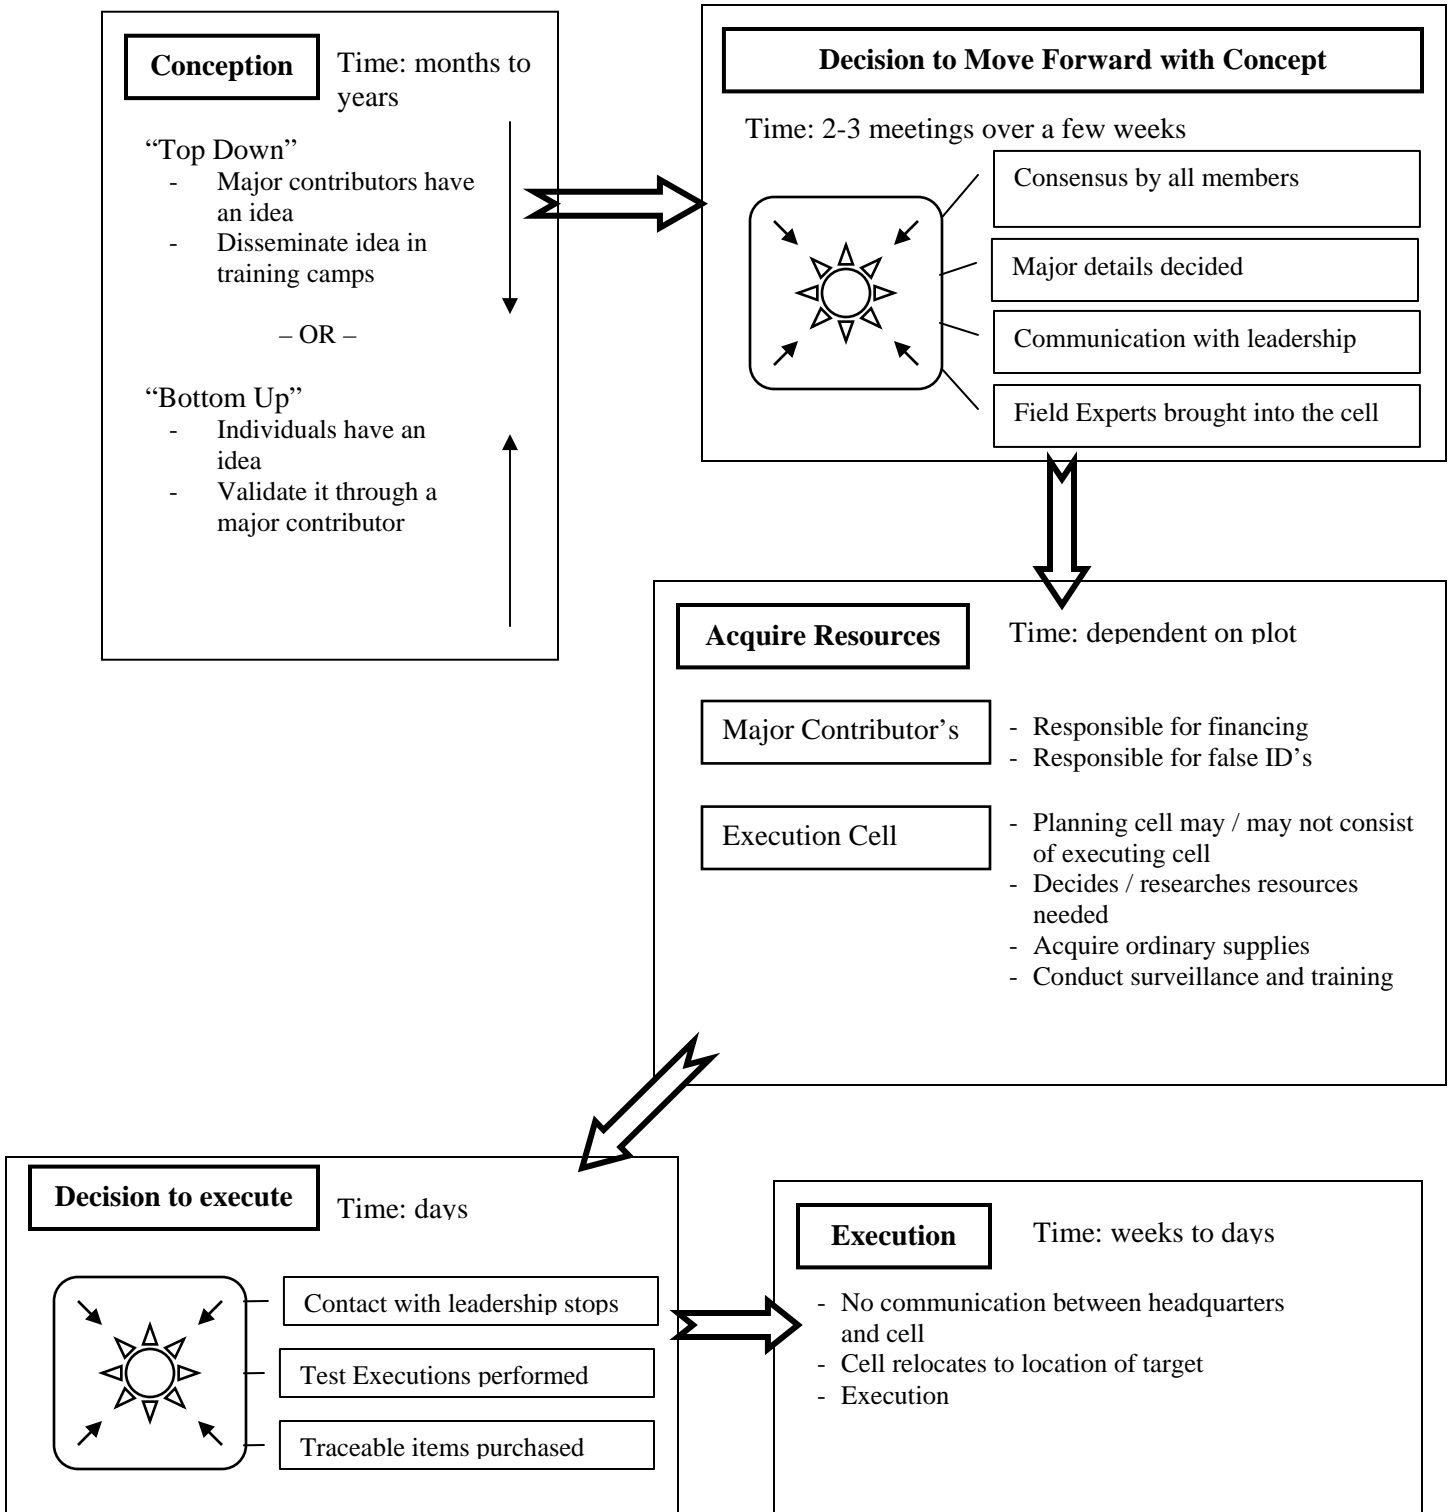 Conception
Time: months to
years
“Top Down”
- Major contributors have
an idea
- Disseminate idea in
training camps
– OR –
“Bottom Up”
- Individuals have an
idea
- Validate it through a
major contributor
Decision to Move Forward with Concept
Time: 2-3 meetings over a few weeks
Consensus by all members
Major details decided
Communication with leadership
Field Experts brought into the cell
Acquire Resources
Time: dependent on plot
Major Contributor’s
- Responsible for financing
- Responsible for false ID’s
Execution Cell
- Planning cell may / may not consist
of executing cell
- Decides / researches resources
needed
- Acquire ordinary supplies
- Conduct surveillance and training
Decision to execute
Time: days
Contact with leadership stops
Test Executions performed
Traceable items purchased
Execution
Time: weeks to days
- No communication between headquarters
and cell
- Cell relocates to location of target
- Execution